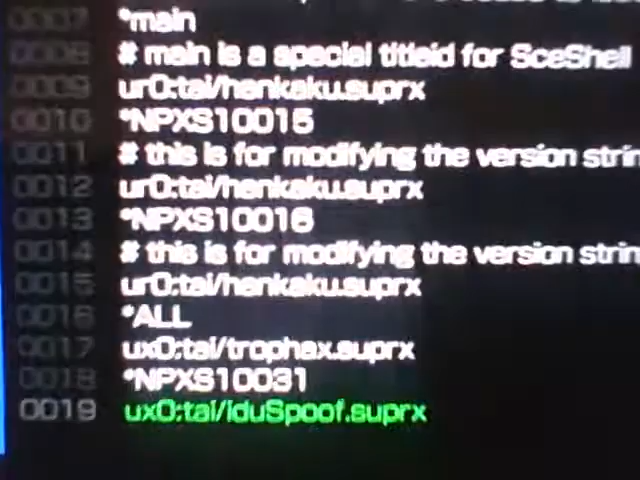 0007 *main
0008 # main is a special titleid for SceShell
0009 ur0:tai/henkaku.suprx
0010 *NPXS10015
0011 # this is for modifying the version strin
0012 ur0:tai/henkaku.suprx
0013 *NPXS10016
0014 # this is for modifying the version strin
0015 ur0:tai/henkaku.suprx
0016 *ALL
0017 ux0:tai/trophax.suprx
0018 *NPXS10031
0019 ux0:tai/iduSpoof.suprx